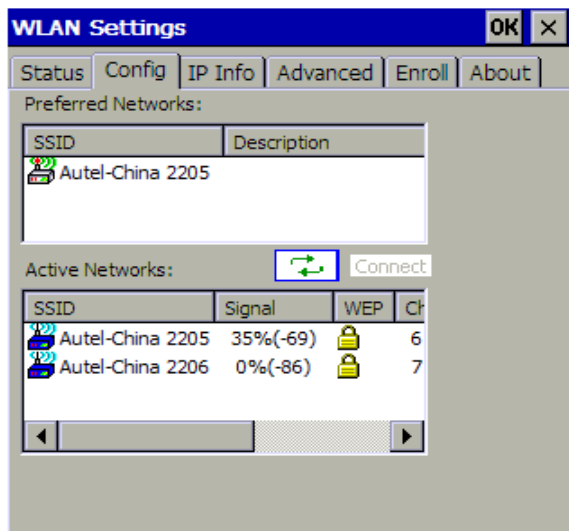 WLAN Settings OK
Status Config IP Info Advanced Enroll About
Preferred Networks:
SSID Description
Autel-China 2205
Active Networks: Connect
SSID Signal WEP Ch
Autel-China 2205 35%(-69) 6
Autel-China 2206 0%(-86) 7